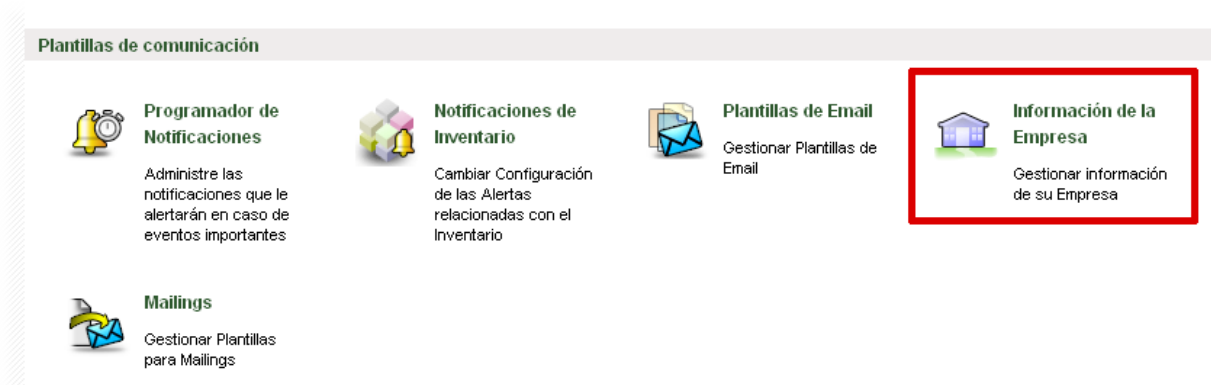 Plantillas de comunicación
Programador de
Notificaciones
Administre las
notificaciones que le
alertarán en caso de
eventos importantes
Notificaciones de
Inventario
Cambiar Configuración
de las Alertas
relacionadas con el
Inventario
Plantillas de Email
Gestionar Plantillas de
Email
Información de la
Empresa
Gestionar información
de su Empresa
Mailings
Gestionar Plantillas
para Mailings